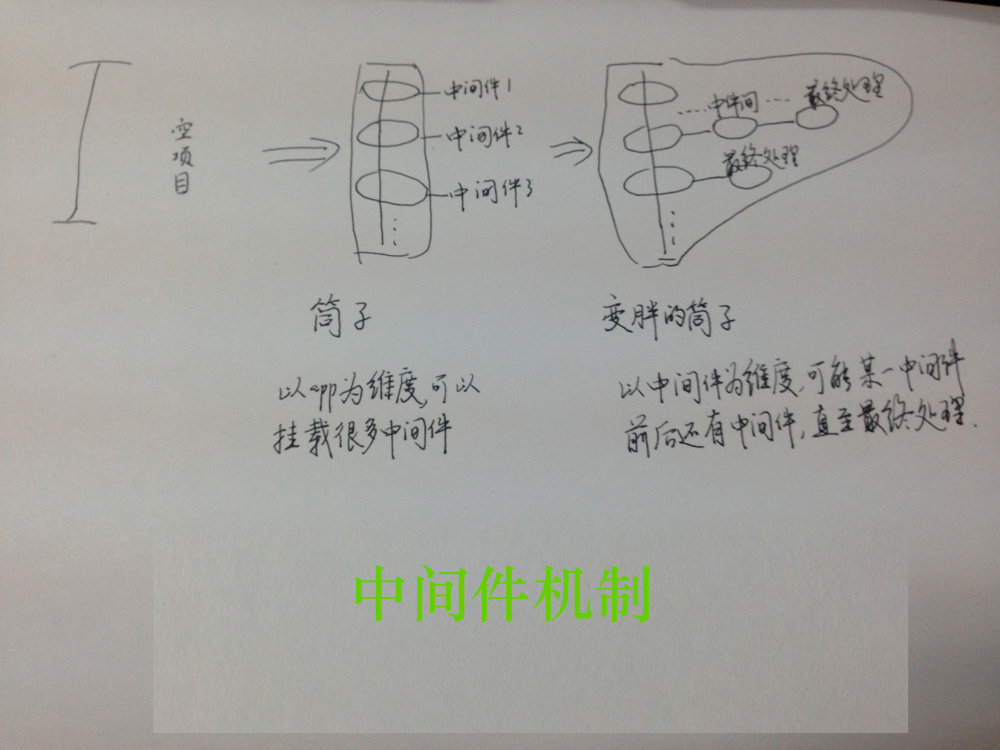 空项目
中间件1
中间件2
中间件3
最终处理
中件间
最终处理
筒子
以app为维度,可以
挂载很多中间件
变胖的筒子
以中间件为维度,可能某一中间件
前后还有中间件,直至最终处理.
中间件机制